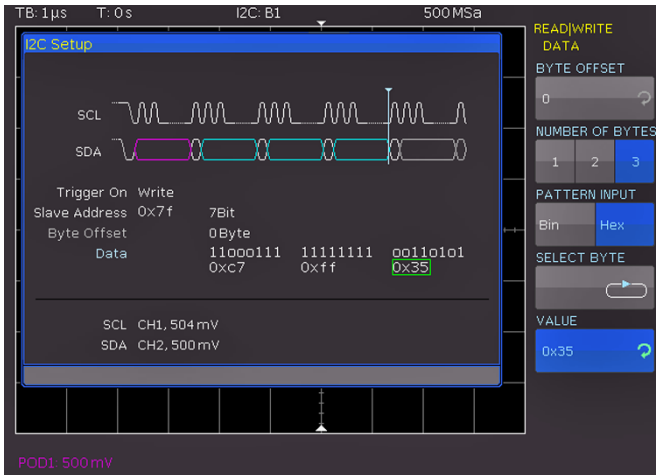 TB: 1µs T: 0s I2C: B1 500MSa
I2C Setup
SCL
SDA
Trigger On Write
Slave Address 0x7f 7Bit
Byte Offset 0Byte
Data 11000111 11111111 00110101
0xc7 0xff 0x35
SCL CH1, 504mV
SDA CH2, 500mV
POD1: 500mV
READ|WRITE
DATA
BYTE OFFSET
0
NUMBER OF BYTES
1 2 3
PATTERN INPUT
Bin Hex
SELECT BYTE
VALUE
0x35